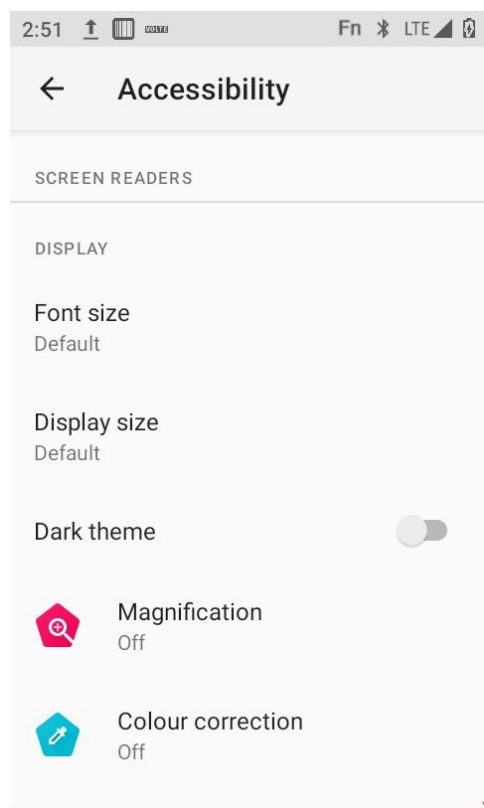 2:51 VOLTE Fn LTE
Accessibility
SCREEN READERS
DISPLAY
Font size
Default
Display size
Default
Dark theme
Magnification
Off
Colour correction
Off